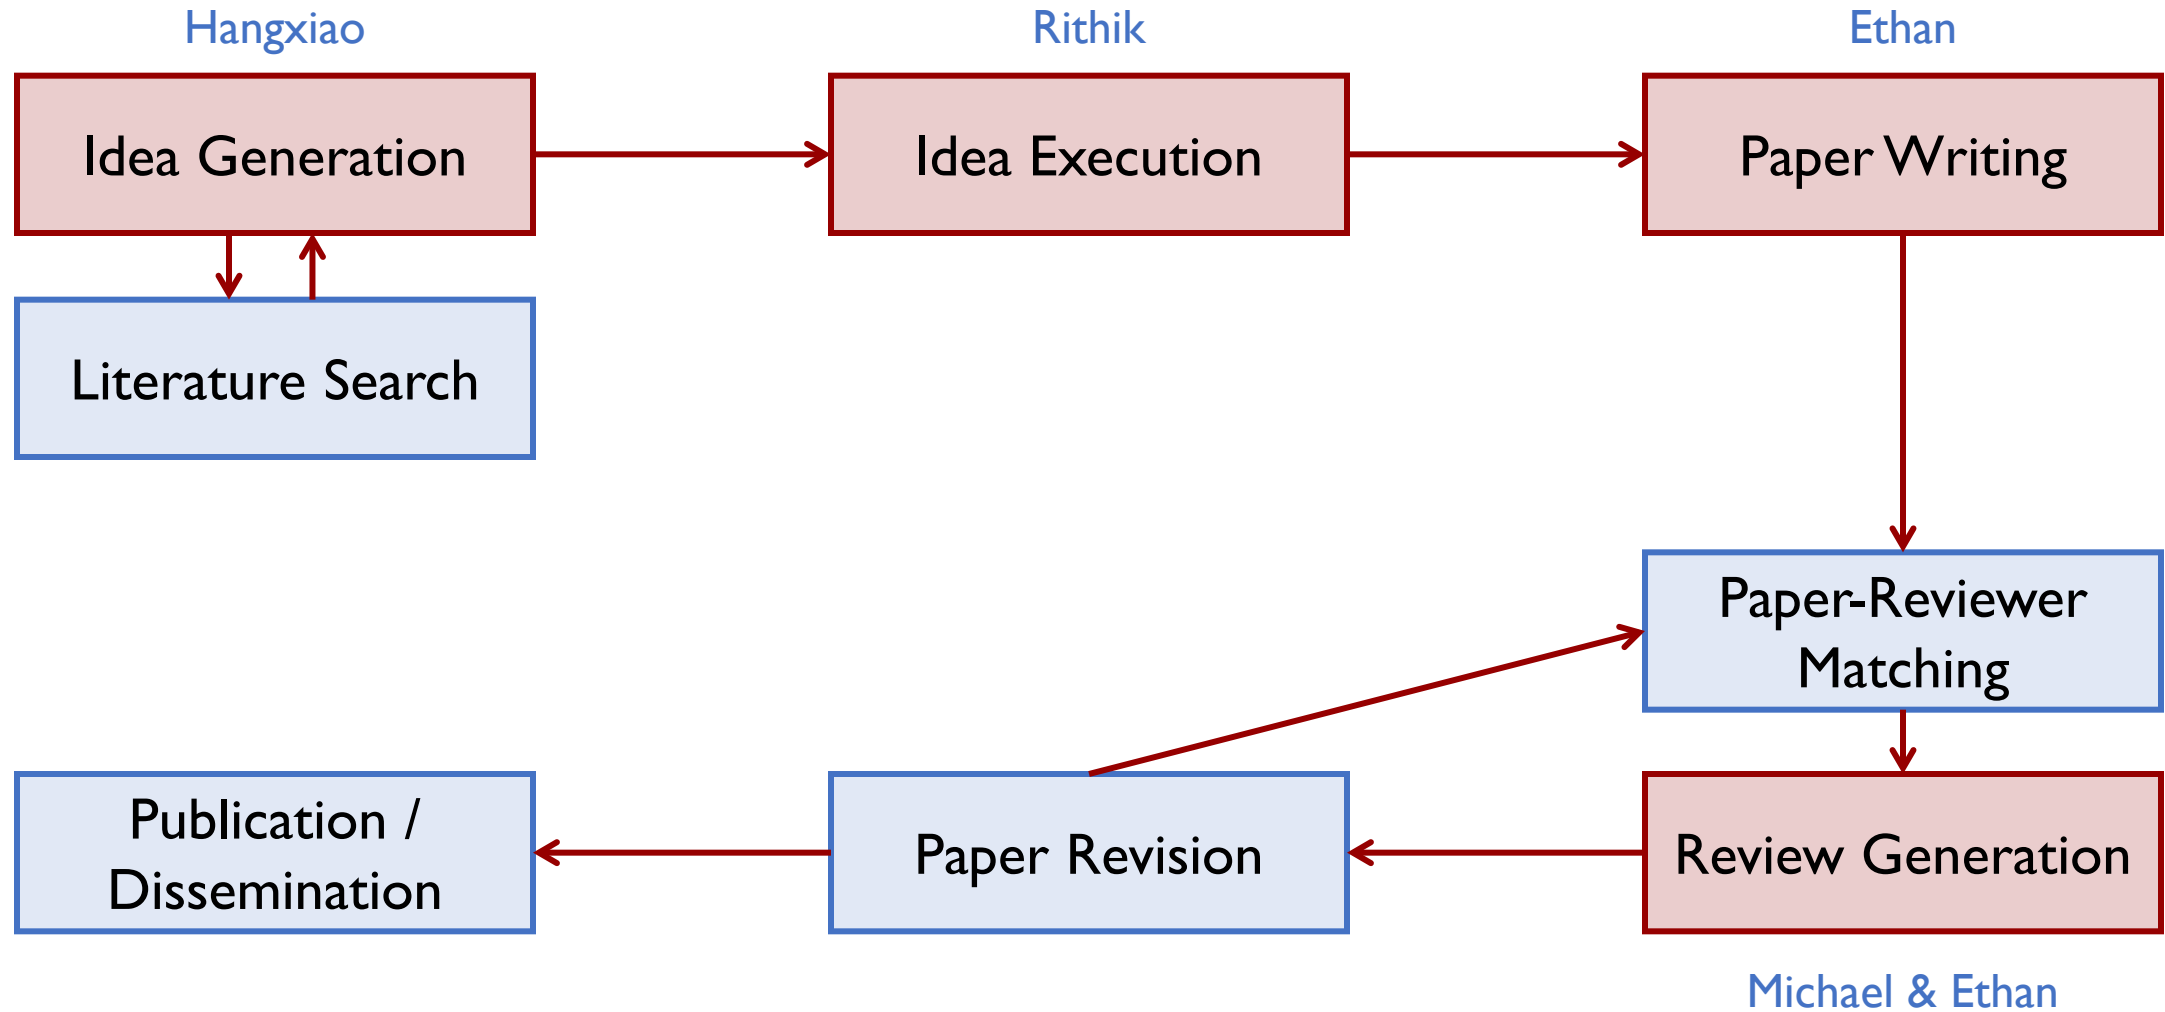 Hangxiao
Rithik
Ethan
Idea Generation
Idea Execution
Paper Writing
Literature Search
Paper-Reviewer
Matching
Publication /
Dissemination
Paper Revision
Review Generation
Michael & Ethan